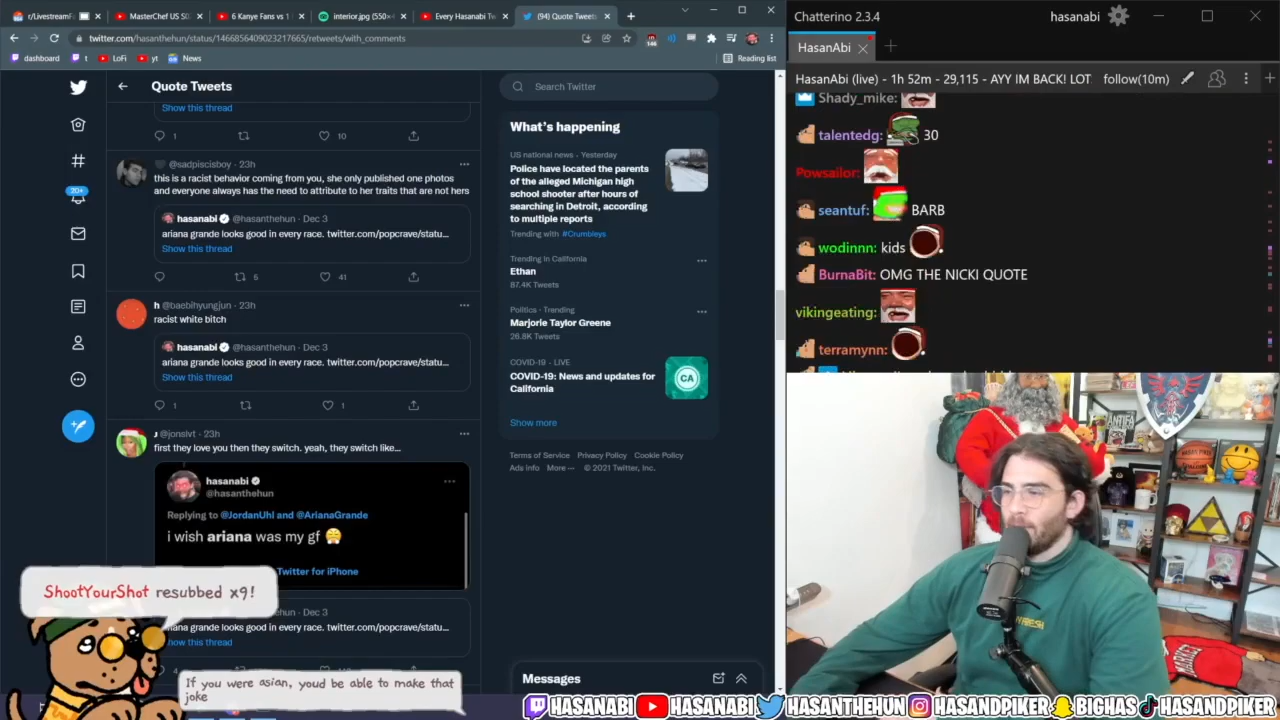 r/Livestream
MasterChef US S0
6 Kanye Fans vs 1
interior.jpg (550×4
Every Hasanabi Tw
(94) Quote Tweets
twitter.com/hasanthehun/status/1466856409023217665/retweets/with_comments
146
dashboard
t
LoFi
yt
News
Reading list
Quote Tweets
Show this thread
1
10
20+
@sadpiscisboy · 23h
this is a racist behavior coming from you, she only published one photos
and everyone always has the need to attribute to her traits that are not hers
hasanabi @hasanthehun · Dec 3
ariana grande looks good in every race. twitter.com/popcrave/statu...
Show this thread
6
41
h @baebihyungjun · 23h
racist white bitch
hasanabi @hasanthehun · Dec 3
ariana grande looks good in every race. twitter.com/popcrave/statu...
Show this thread
1
1
J @jonslvt · 23h
first they love you then they switch. yeah, they switch like...
hasanabi
@hasanthehun
Replying to @JordanUhl and @ArianaGrande
i wish ariana was my gf 😤
Twitter for iPhone
hehun · Dec 3
ariana grande looks good in every race. twitter.com/popcrave/statu...
how this thread
Search Twitter
What's happening
US national news · Yesterday
Police have located the parents
of the alleged Michigan high
school shooter after hours of
searching in Detroit, according
to multiple reports
Trending with #Crumbleys
Trending in California
Ethan
87.4K Tweets
Politics · Trending
Marjorie Taylor Greene
26.8K Tweets
COVID-19 · LIVE
COVID-19: News and updates for
California
CA
Show more
Terms of Service Privacy Policy Cookie Policy
Ads info More ··· © 2021 Twitter, Inc.
Messages
ShootYourShot resubbed x9!
If you were asian, youd be able to make that
joke
Chatterino 2.3.4
hasanabi
HasanAbi
HasanAbi (live) - 1h 52m - 29,115 - AYY IM BACK! LOT
follow(10m)
Shady_mike:
talentedg: 30
Powsailor:
seantuf: BARB
wodinnn: kids
BurnaBit: OMG THE NICKI QUOTE
vikingeating:
terramynn:
ANTIFA
HASANABI HASANABI HASANTHEHUN HASANDPIKER BIGHAS HASANDPIKER